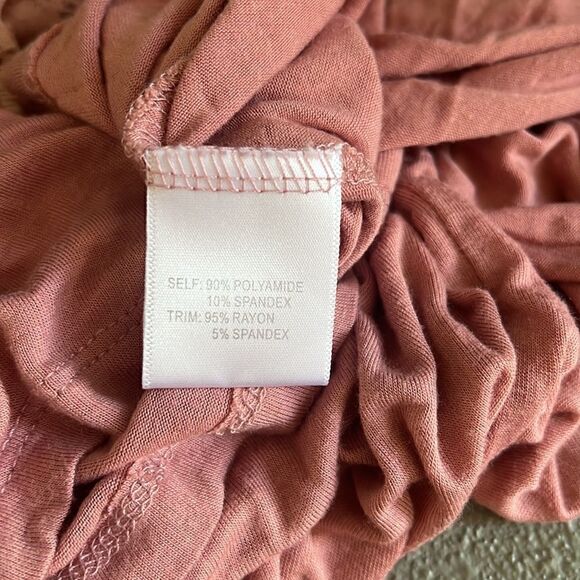 SELF: 90% POLYAMIDE
10% SPANDEX
TRIM: 95% RAYON
5% SPANDEX